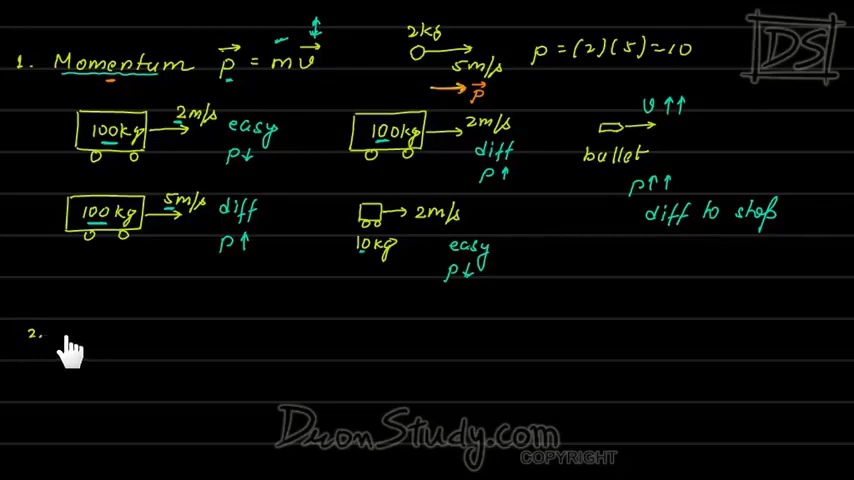 1. Momentum p = mv
2kg
5m/s
p
p = (2)(5) = 10
DS
100kg 2m/s easy
p↓
100kg 2m/s
diff
p↑
v↑↑
bullet
p↑↑
diff to stop
100kg 5m/s diff
p↑
2m/s
10kg easy
p↓
2.
DronStudy.com
COPYRIGHT